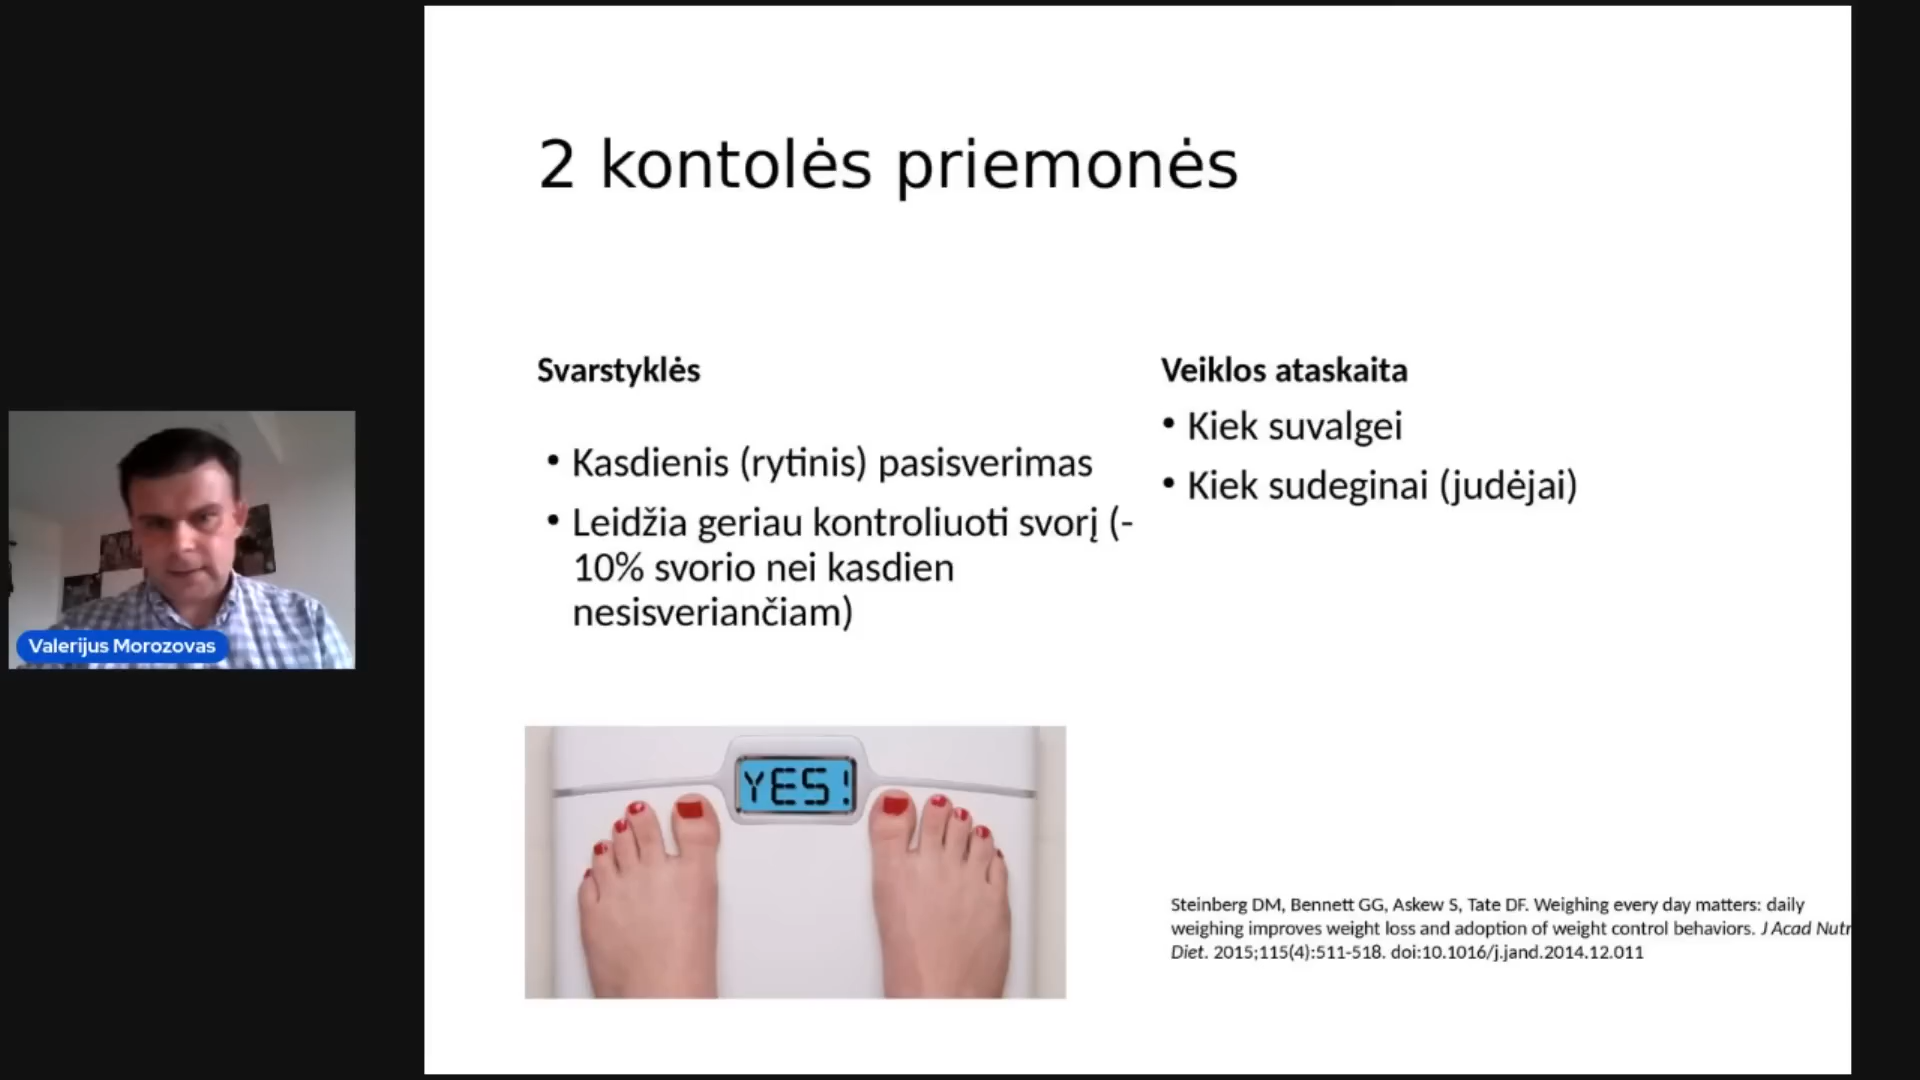 2 kontolės priemonės
Svarstyklės
• Kasdienis (rytinis) pasisverimas
• Leidžia geriau kontroliuoti svorį (-
10% svorio nei kasdien
nesisveriančiam)
Veiklos ataskaita
• Kiek suvalgei
• Kiek sudeginai (judėjai)
Valerijus Morozovas
YES!
Steinberg DM, Bennett GG, Askew S, Tate DF. Weighing every day matters: daily
weighing improves weight loss and adoption of weight control behaviors. J Acad Nutr
Diet. 2015;115(4):511-518. doi:10.1016/j.jand.2014.12.011